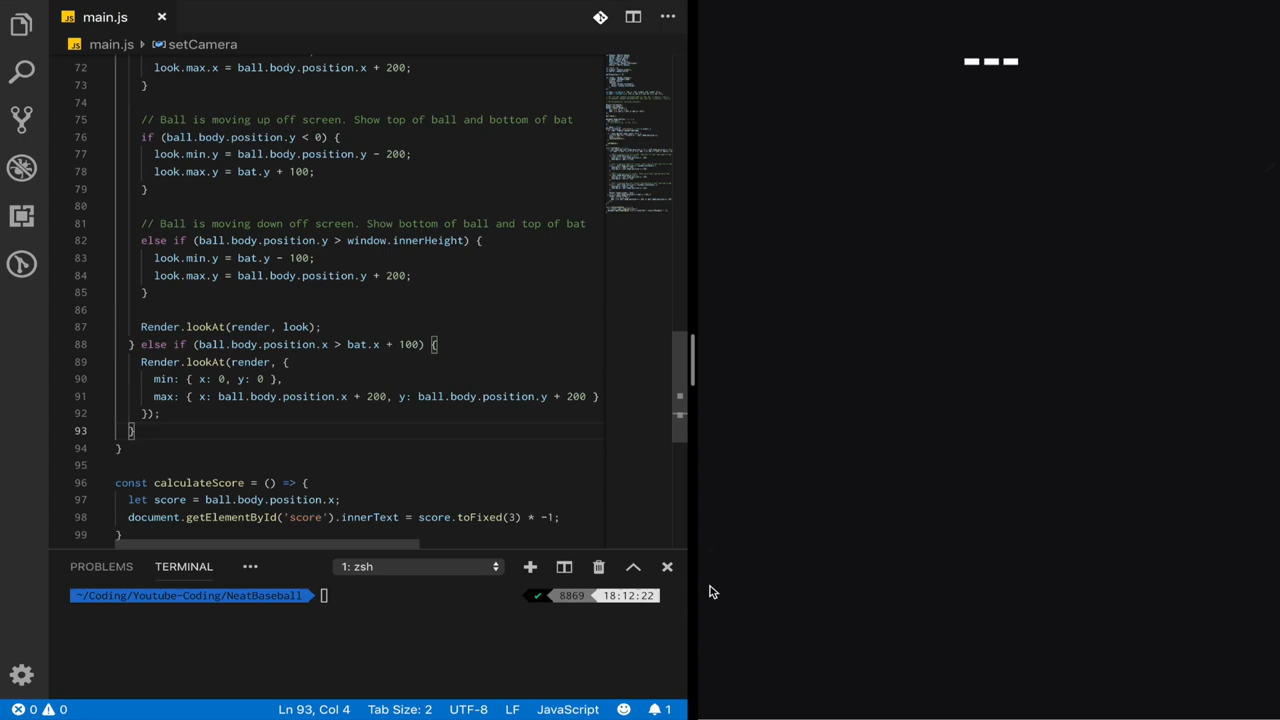 main.js
main.js setCamera
72 look.max.x = ball.body.position.x + 200;
73 }
74
75 // Ball is moving up off screen. Show top of ball and bottom of bat
76 if (ball.body.position.y < 0) {
77 look.min.y = ball.body.position.y - 200;
78 look.max.y = bat.y + 100;
79 }
80
81 // Ball is moving down off screen. Show bottom of ball and top of bat
82 else if (ball.body.position.y > window.innerHeight) {
83 look.min.y = bat.y - 100;
84 look.max.y = ball.body.position.y + 200;
85 }
86
87 Render.lookAt(render, look);
88 } else if (ball.body.position.x > bat.x + 100) {
89 Render.lookAt(render, {
90 min: { x: 0, y: 0 },
91 max: { x: ball.body.position.x + 200, y: ball.body.position.y + 200 }
92 });
93 }
94 }
95
96 const calculateScore = () => {
97 let score = ball.body.position.x;
98 document.getElementById('score').innerText = score.toFixed(3) * -1;
99 }
PROBLEMS TERMINAL ••• 1: zsh
~/Coding/Youtube-Coding/NeatBaseball ✔ 8869 18:12:22
0 0 Ln 93, Col 4 Tab Size: 2 UTF-8 LF JavaScript 1